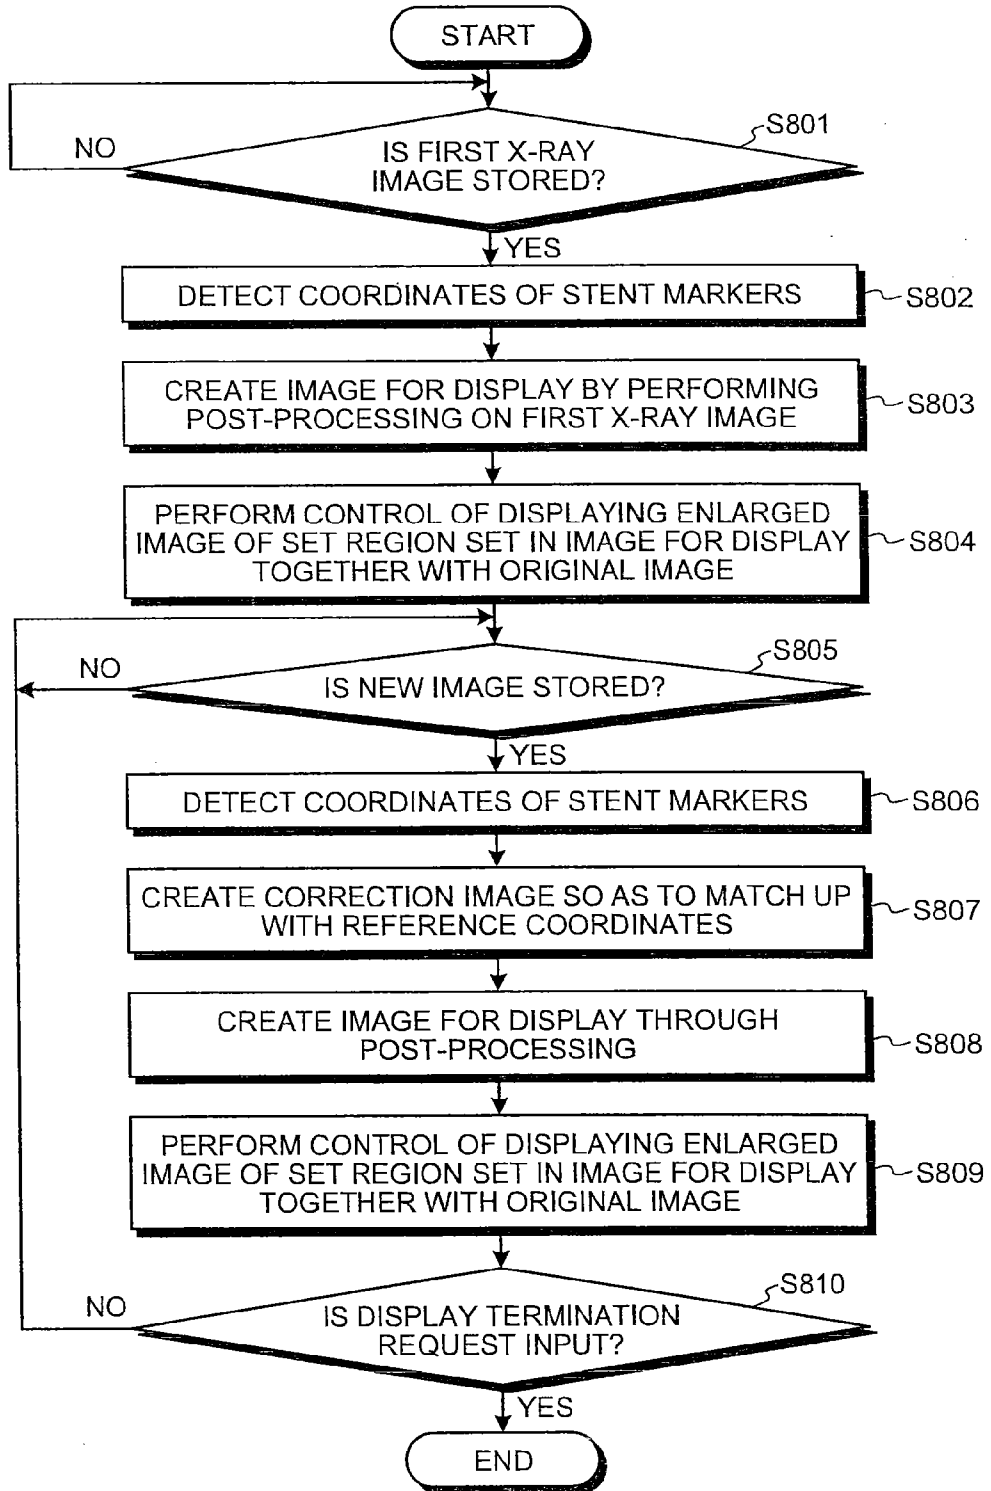 START
S801
NO
IS FIRST X-RAY
IMAGE STORED?
YES
DETECT COORDINATES OF STENT MARKERS
S802
CREATE IMAGE FOR DISPLAY BY PERFORMING
POST-PROCESSING ON FIRST X-RAY IMAGE
S803
PERFORM CONTROL OF DISPLAYING ENLARGED
IMAGE OF SET REGION SET IN IMAGE FOR DISPLAY
TOGETHER WITH ORIGINAL IMAGE
S804
S805
NO
IS NEW IMAGE STORED?
YES
DETECT COORDINATES OF STENT MARKERS
S806
CREATE CORRECTION IMAGE SO AS TO MATCH UP
WITH REFERENCE COORDINATES
S807
CREATE IMAGE FOR DISPLAY THROUGH
POST-PROCESSING
S808
PERFORM CONTROL OF DISPLAYING ENLARGED
IMAGE OF SET REGION SET IN IMAGE FOR DISPLAY
TOGETHER WITH ORIGINAL IMAGE
S809
S810
NO
IS DISPLAY TERMINATION
REQUEST INPUT?
YES
END